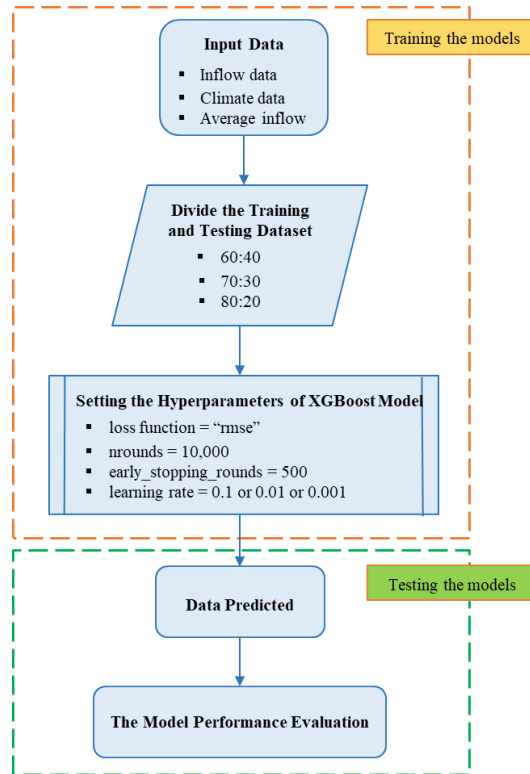 Training the models
Input Data
▪ Inflow data
▪ Climate data
▪ Average inflow
Divide the Training
and Testing Dataset
▪ 60:40
▪ 70:30
▪ 80:20
Setting the Hyperparameters of XGBoost Model
▪ loss function = “rmse”
▪ nrounds = 10,000
▪ early_stopping_rounds = 500
▪ learning rate = 0.1 or 0.01 or 0.001
Testing the models
Data Predicted
The Model Performance Evaluation